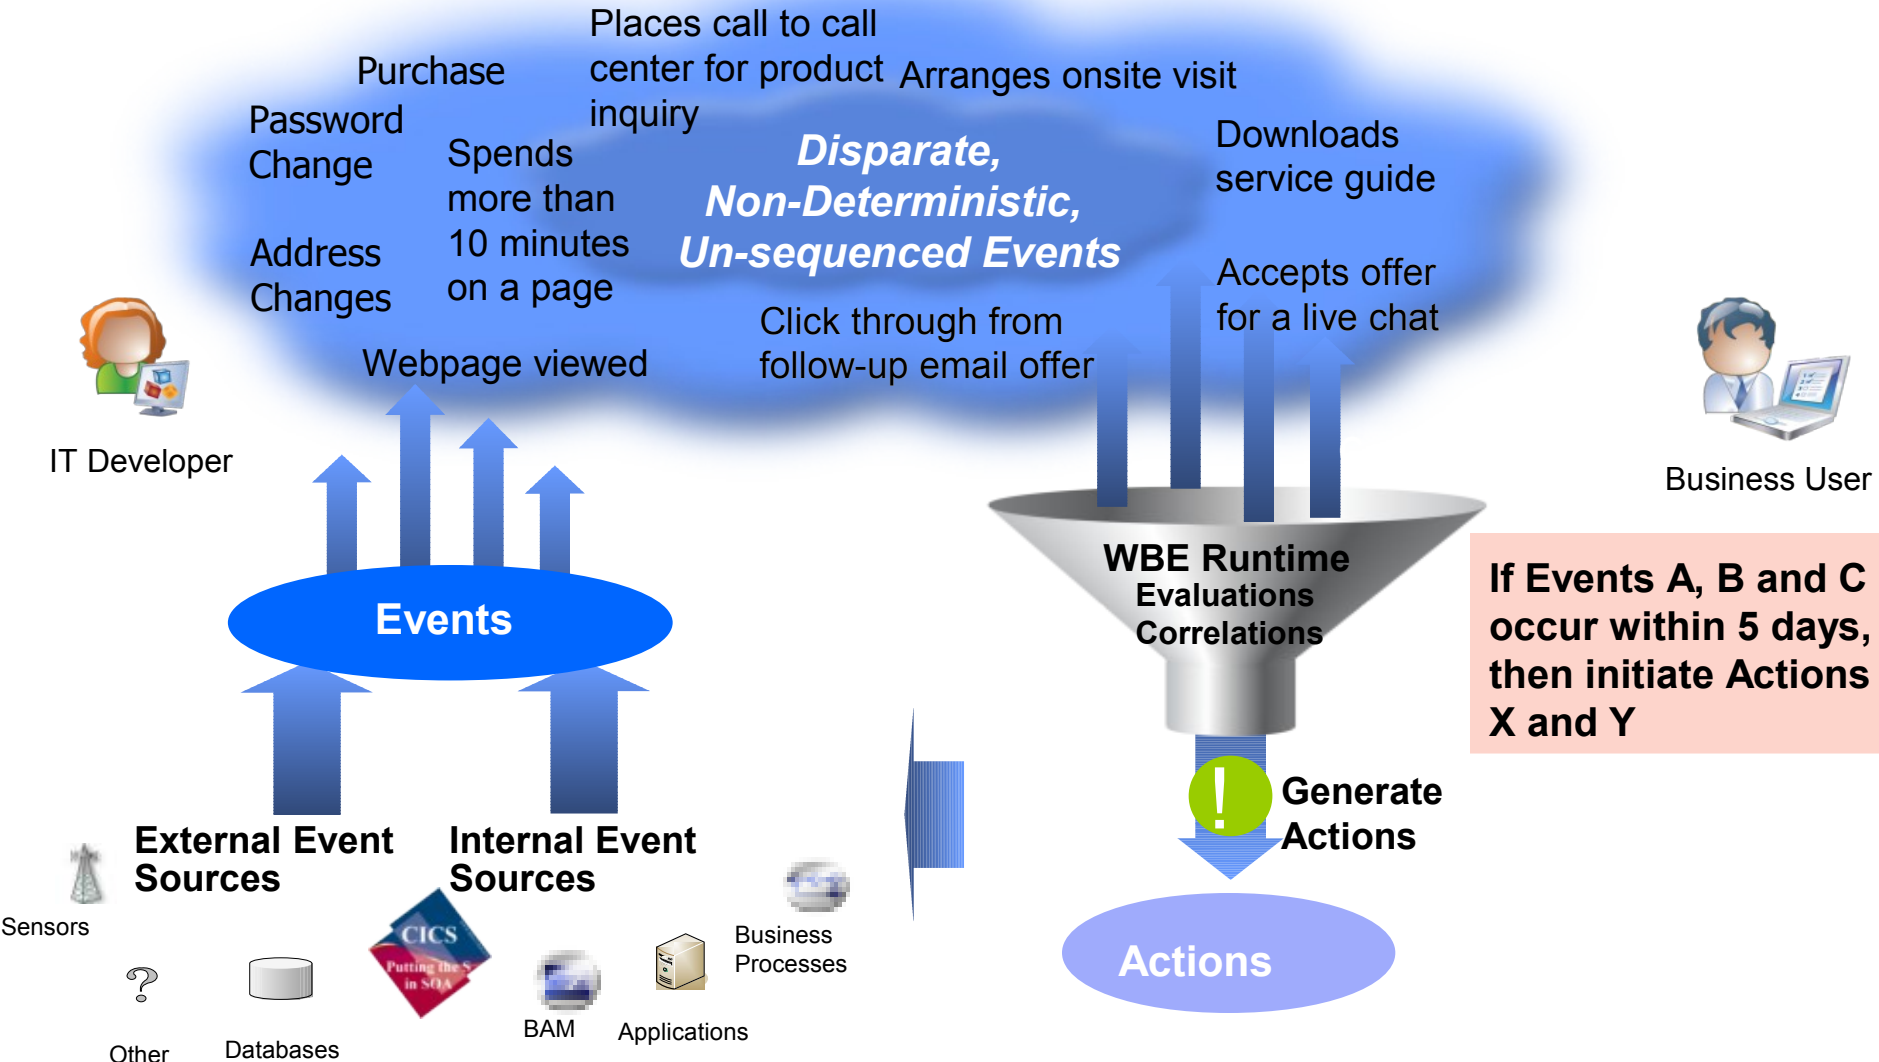 Places call to call
center for product
inquiry
Purchase
Arranges onsite visit
Password
Change
Spends
more than
10 minutes
on a page
Disparate,
Non-Deterministic,
Un-sequenced Events
Downloads
service guide
Address
Changes
Accepts offer
for a live chat
Click through from
follow-up email offer
Webpage viewed
IT Developer
Business User
Events
WBE Runtime
Evaluations
Correlations
If Events A, B and C
occur within 5 days,
then initiate Actions
X and Y
!
Generate
Actions
External Event
Sources
Internal Event
Sources
Sensors
CICS
Putting the S
in SOA
Business
Processes
Actions
?
BAM
Applications
Other
Databases